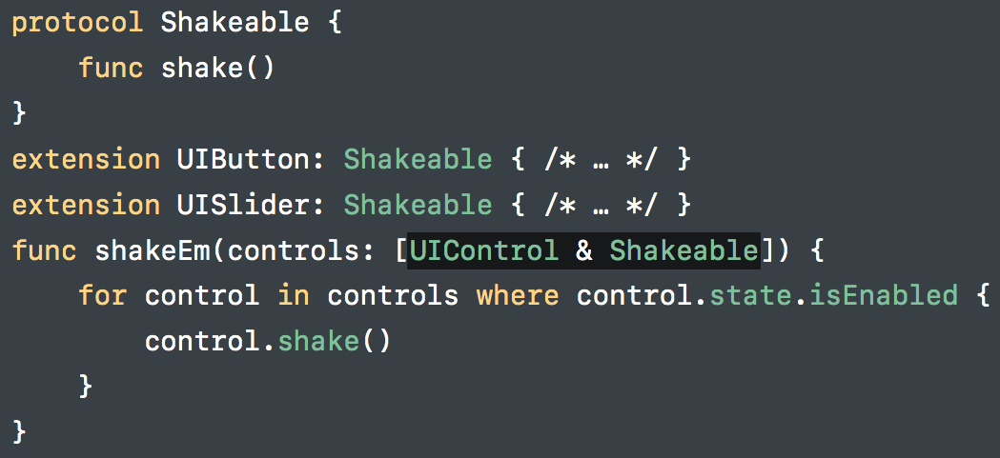 protocol Shakeable {
    func shake()
}
extension UIButton: Shakeable { /* … */ }
extension UISlider: Shakeable { /* … */ }
func shakeEm(controls: [UIControl & Shakeable]) {
    for control in controls where control.state.isEnabled {
        control.shake()
    }
}